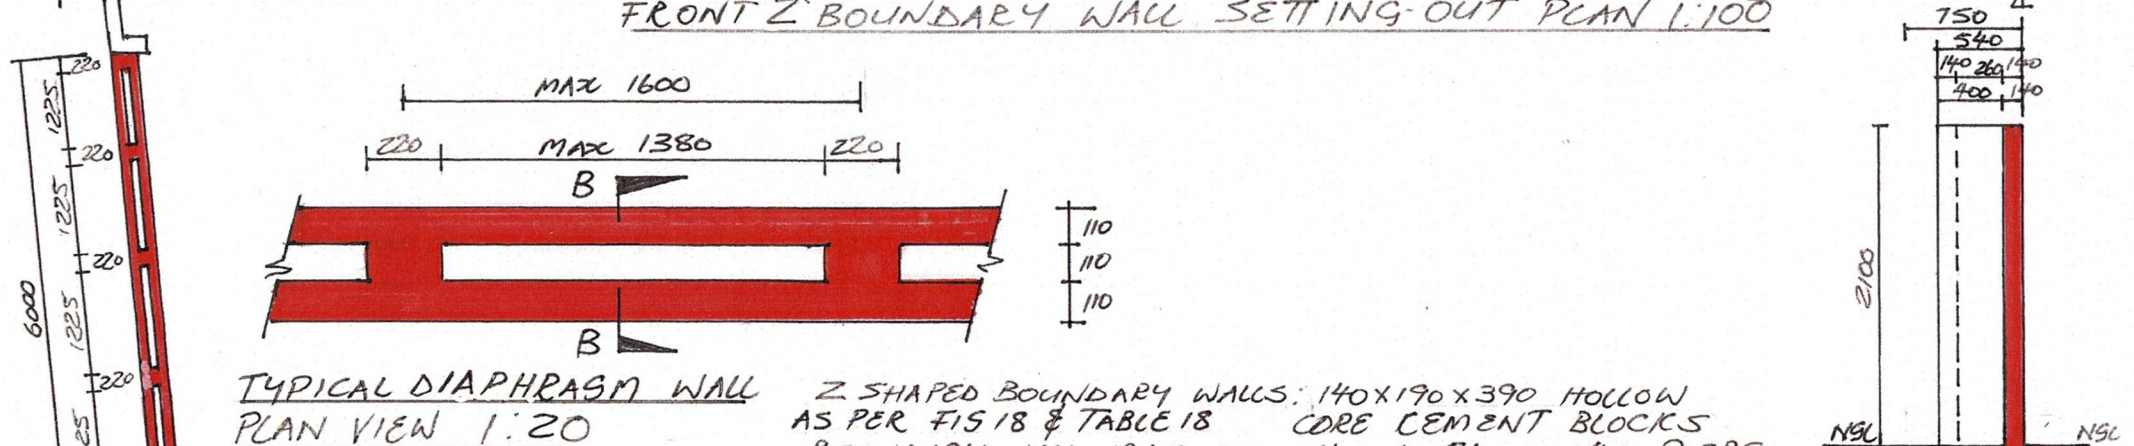 FRONT Z BOUNDARY WALL SETTING-OUT PLAN 1:100
6000
220
1225
220
1225
220
1225
220
25
MAX 1600
220 MAX 1380 220
B
B
110
110
110
TYPICAL DIAPHRASM WALL
PLAN VIEW 1:20
Z SHAPED BOUNDARY WALLS: 140X190X390 HOLLOW
AS PER FIS 18 & TABLE 18 CORE CEMENT BLOCKS
750
540
140 260 140
400 140
2100
NGL NGL